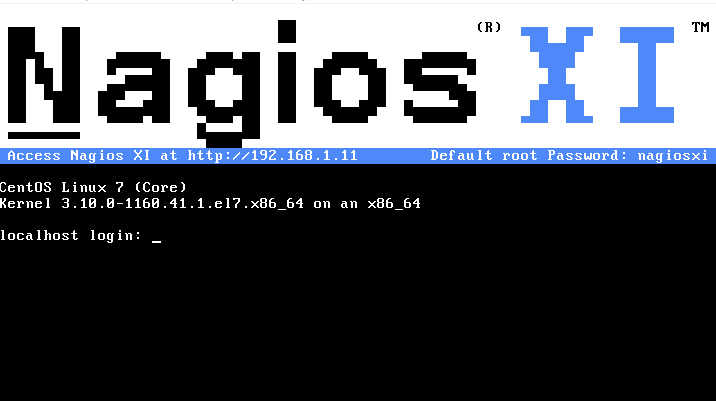 Nagios (R) XI TM
Access Nagios XI at http://192.168.1.11 Default root Password: nagiosxi
CentOS Linux 7 (Core)
Kernel 3.10.0-1160.41.1.el7.x86_64 on an x86_64
localhost login: _